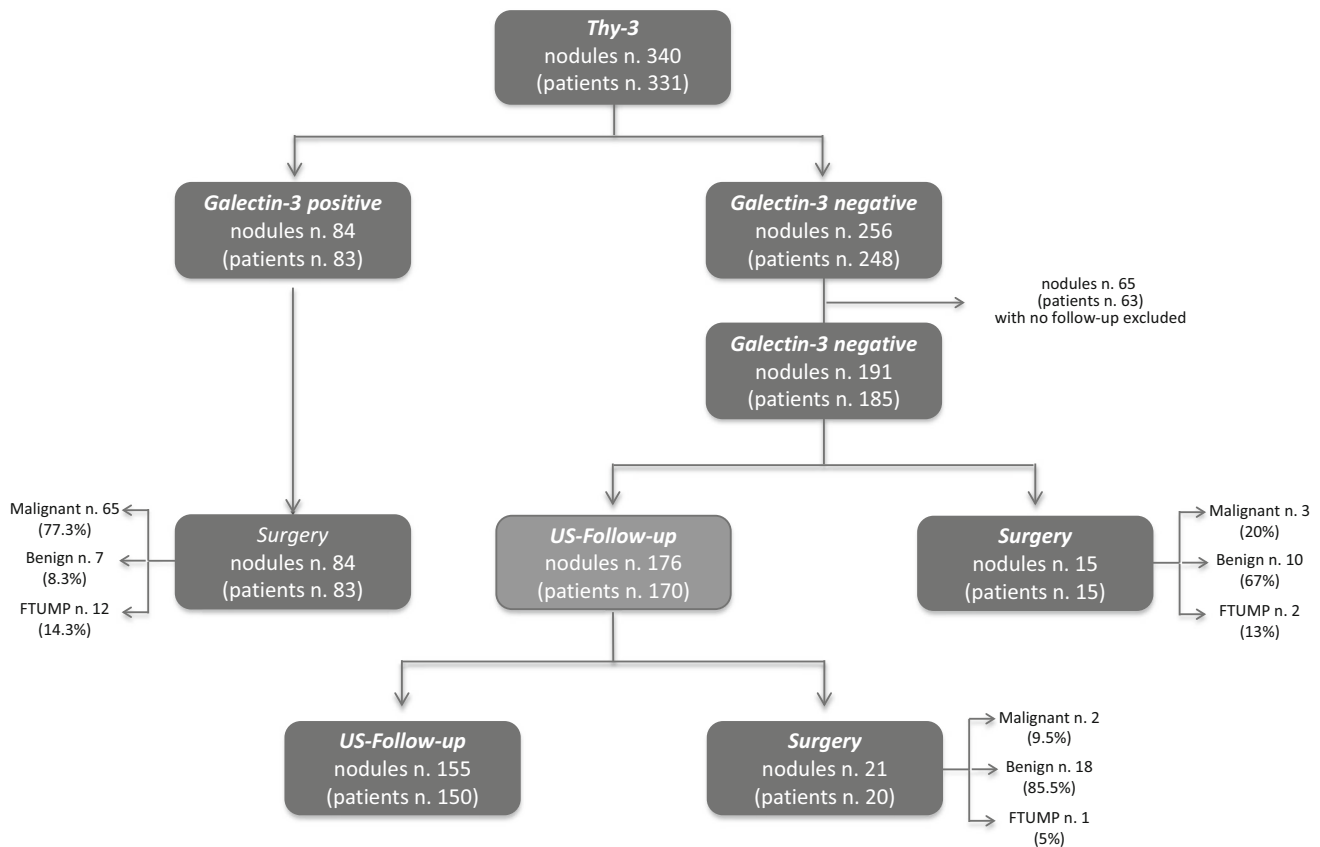 Thy-3
nodules n. 340
(patients n. 331)
Galectin-3 positive
nodules n. 84
(patients n. 83)
Galectin-3 negative
nodules n. 256
(patients n. 248)
nodules n. 65
(patients n. 63)
with no follow-up excluded
Galectin-3 negative
nodules n. 191
(patients n. 185)
Malignant n. 65
(77.3%)
Benign n. 7
(8.3%)
FTUMP n. 12
(14.3%)
Surgery
nodules n. 84
(patients n. 83)
US-Follow-up
nodules n. 176
(patients n. 170)
Surgery
nodules n. 15
(patients n. 15)
Malignant n. 3
(20%)
Benign n. 10
(67%)
FTUMP n. 2
(13%)
US-Follow-up
nodules n. 155
(patients n. 150)
Surgery
nodules n. 21
(patients n. 20)
Malignant n. 2
(9.5%)
Benign n. 18
(85.5%)
FTUMP n. 1
(5%)